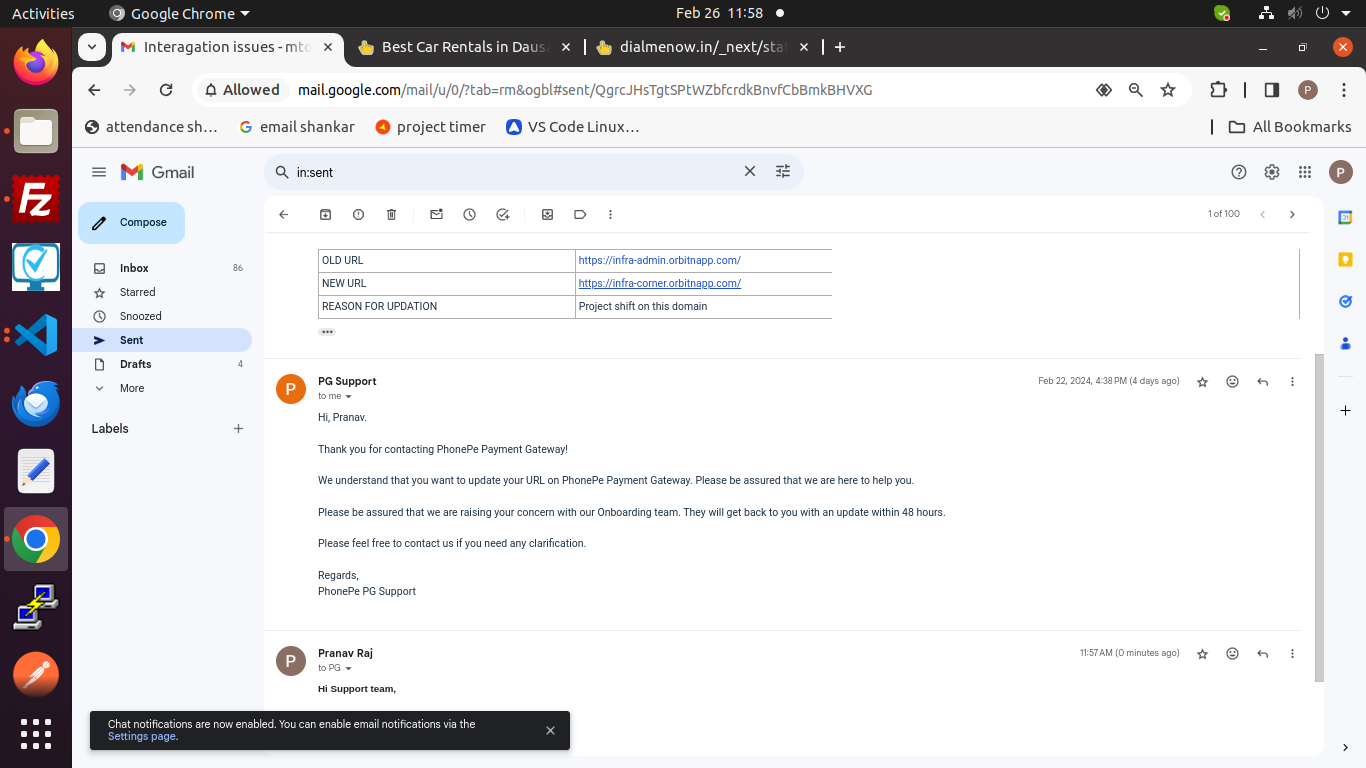 Activities
Google Chrome
Feb 26 11:58
Interagation issues - mto
Best Car Rentals in Dausa
dialmenow.in/_next/stat
Allowed
mail.google.com/mail/u/0/?tab=rm&ogbl#sent/QgrcJHsTgtSPtWZbfcrdkBnvfCbBmkBHVXG
P
attendance sh...
email shankar
project timer
VS Code Linux...
All Bookmarks
Gmail
in:sent
P
Compose
1 of 100
Inbox
86
Starred
Snoozed
Sent
Drafts
4
More
Labels
OLD URL
https://infra-admin.orbitnapp.com/
NEW URL
https://infra-corner.orbitnapp.com/
REASON FOR UPDATION
Project shift on this domain
P
PG Support
Feb 22, 2024, 4:38 PM (4 days ago)
to me
Hi, Pranav.
Thank you for contacting PhonePe Payment Gateway!
We understand that you want to update your URL on PhonePe Payment Gateway. Please be assured that we are here to help you.
Please be assured that we are raising your concern with our Onboarding team. They will get back to you with an update within 48 hours.
Please feel free to contact us if you need any clarification.
Regards,
PhonePe PG Support
P
Pranav Raj
11:57 AM (0 minutes ago)
to PG
Hi Support team,
Chat notifications are now enabled. You can enable email notifications via the
Settings page.